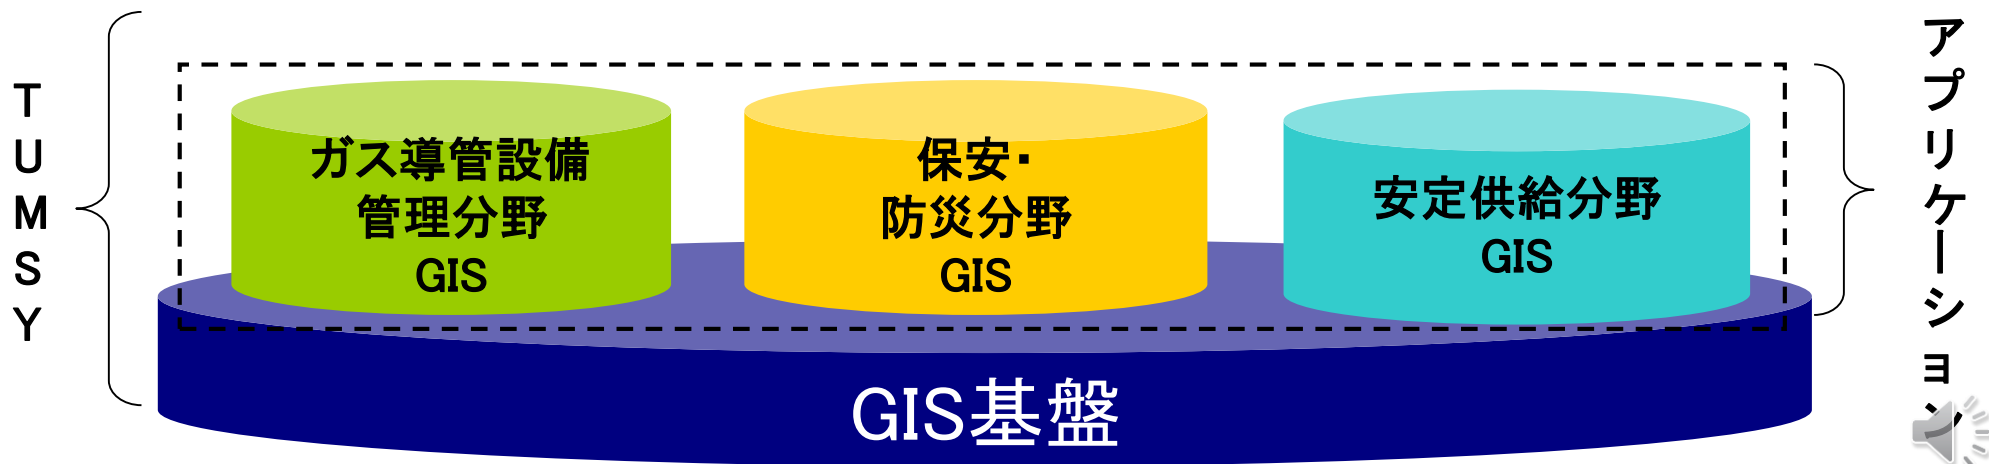 TUMSY
ガス導管設備
管理分野
GIS
保安・
防災分野
GIS
安定供給分野
GIS
アプリケーション
GIS基盤